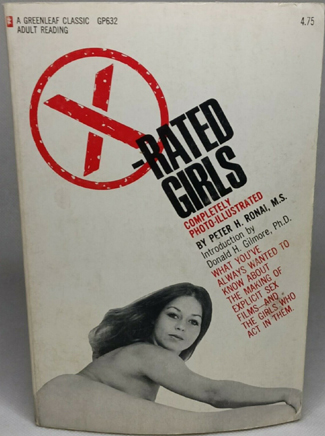 A GREENLEAF CLASSIC GP632
ADULT READING
4.75
X
-RATED
GIRLS
COMPLETELY
PHOTO-ILLUSTRATED
BY PETER H. RONAI, M.S.
Introduction by
Donald H. Gilmore, Ph.D.
WHAT YOU'VE
ALWAYS WANTED TO
KNOW ABOUT
THE MAKING OF
EXPLICIT SEX
FILMS—AND
THE GIRLS WHO
ACT IN THEM.